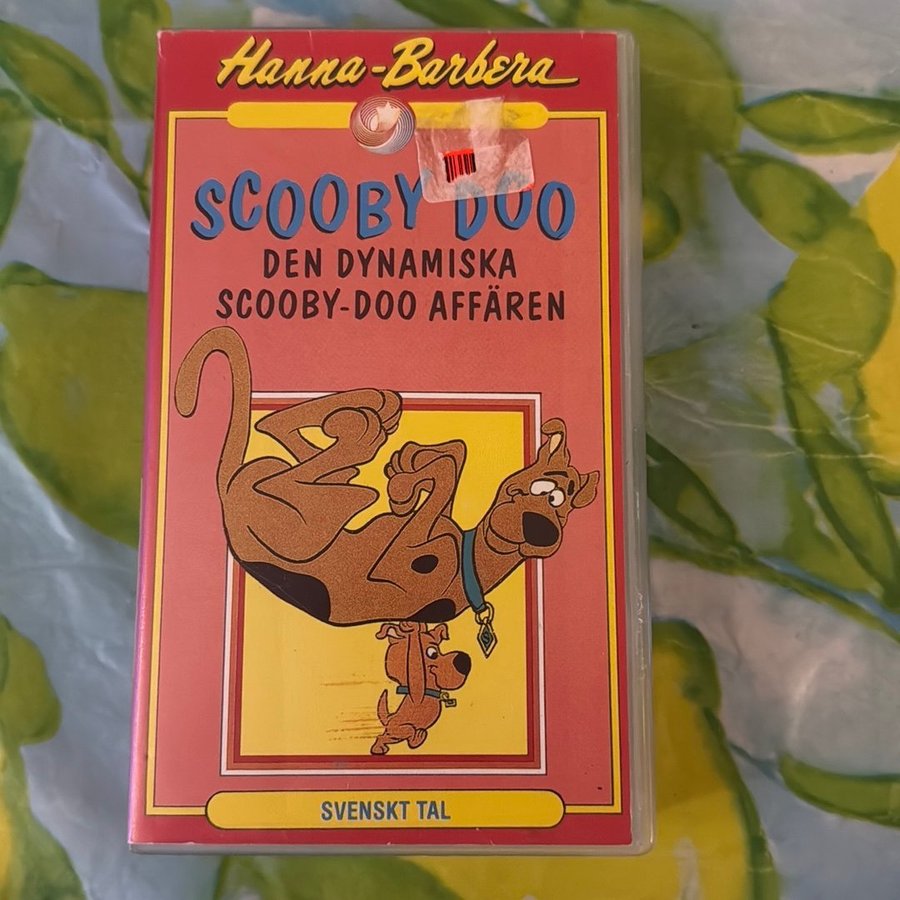 Hanna-Barbera
SCOOBY DOO
DEN DYNAMISKA
SCOOBY-DOO AFFÄREN
SVENSKT TAL